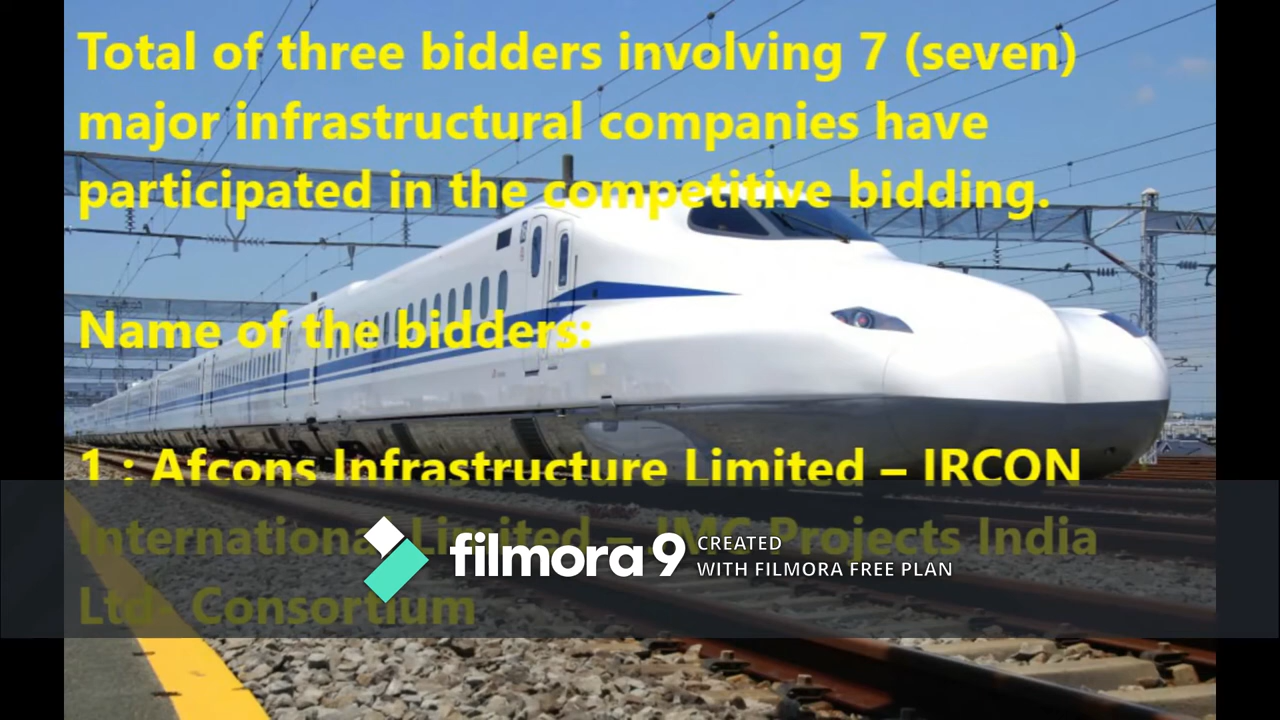 Total of three bidders involving 7 (seven)
major infrastructural companies have
participated in the competitive bidding.
Name of the bidders:
1 : Afcons Infrastructure Limited – IRCON
International Limited – JMC Projects India
Ltd- Consortium
filmora 9 CREATED
WITH FILMORA FREE PLAN